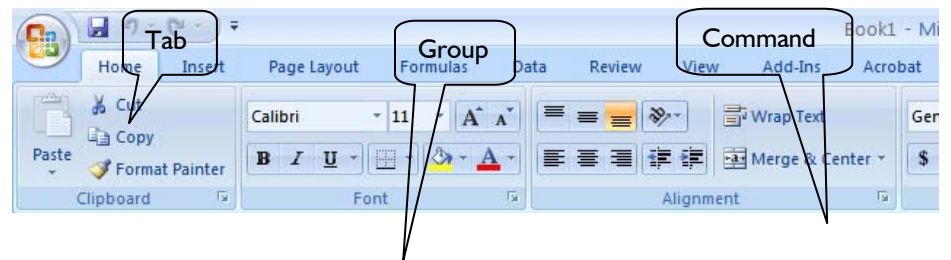 Tab
Group
Command
Book1 - Mi
Home Insert Page Layout Formulas Data Review View Add-Ins Acrobat
Cut
Calibri 11 A A Wrap Text Gen
Copy
Paste Format Painter B I U A Merge & Center $
Clipboard Font Alignment